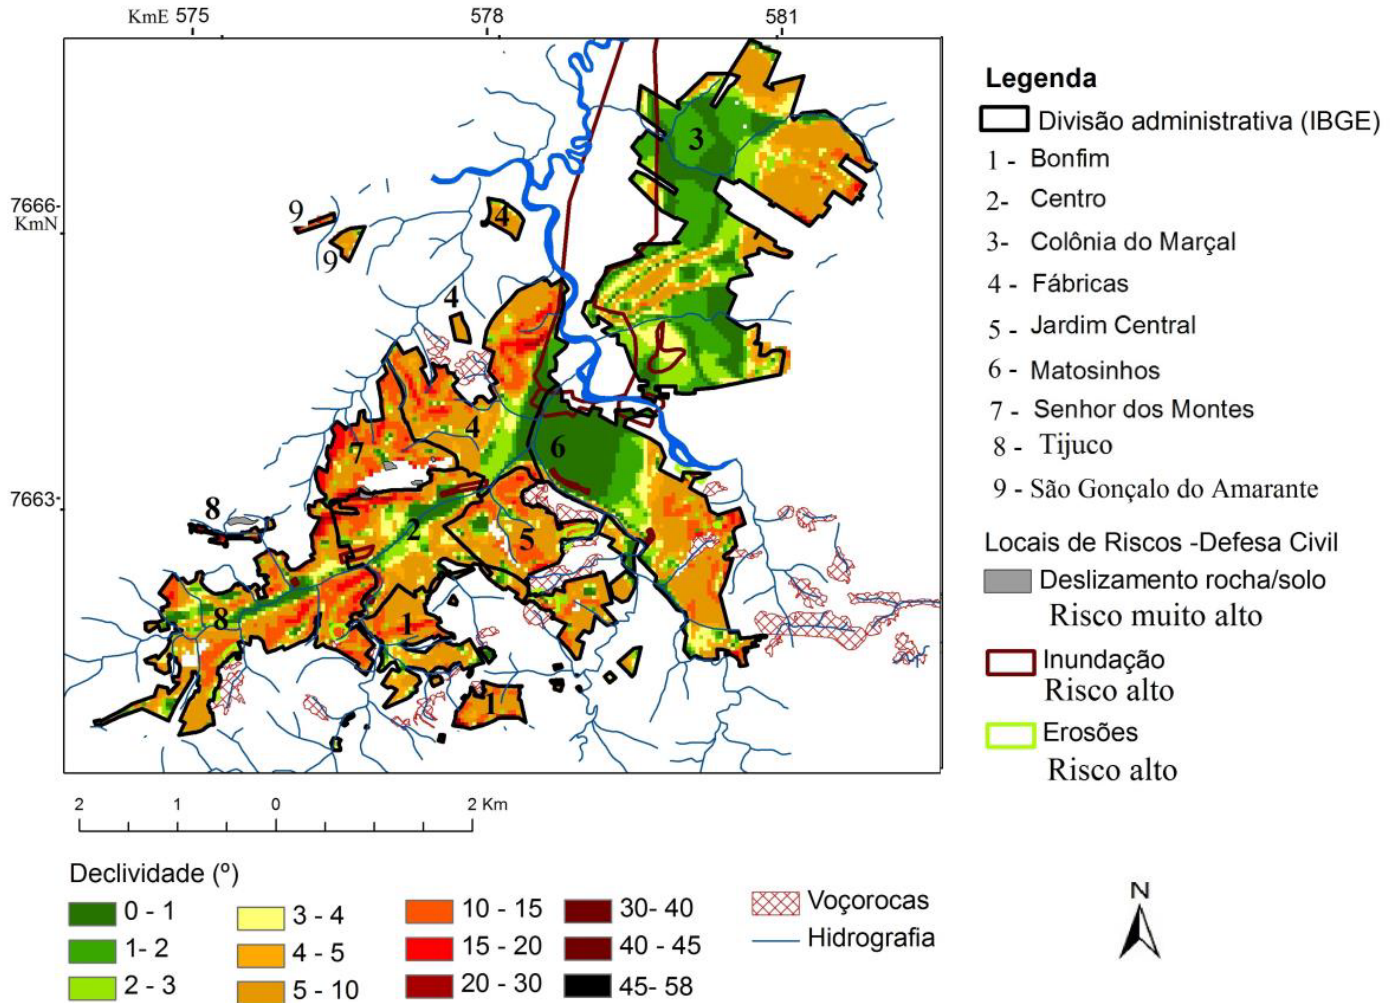 KmE 575 578 581
7666
KmN
7663
9
9
4
4
3
4
6
7
8
2
5
8
1
1
Legenda
Divisão administrativa (IBGE)
1 - Bonfim
2- Centro
3- Colônia do Marçal
4 - Fábricas
5 - Jardim Central
6 - Matosinhos
7 - Senhor dos Montes
8 - Tijuco
9 - São Gonçalo do Amarante
Locais de Riscos -Defesa Civil
Deslizamento rocha/solo
Risco muito alto
Inundação
Risco alto
Erosões
Risco alto
2 1 0 2 Km
Declividade (º)
0 - 1
1- 2
2 - 3
3 - 4
4 - 5
5 - 10
10 - 15
15 - 20
20 - 30
30- 40
40 - 45
45- 58
Voçorocas
Hidrografia
N